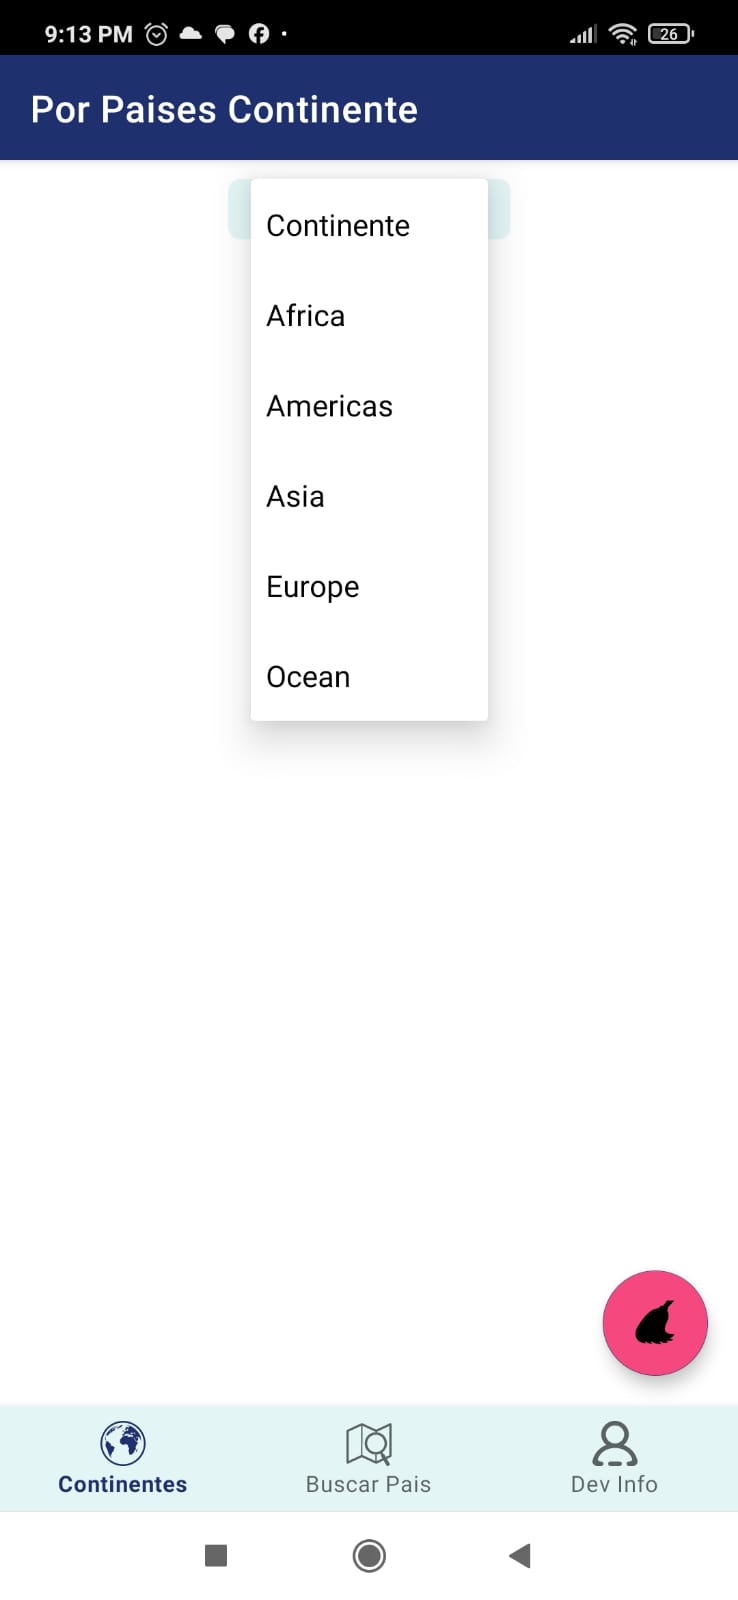 9:13 PM
26
Por Paises Continente
Continente
Africa
Americas
Asia
Europe
Ocean
Continentes
Buscar Pais
Dev Info